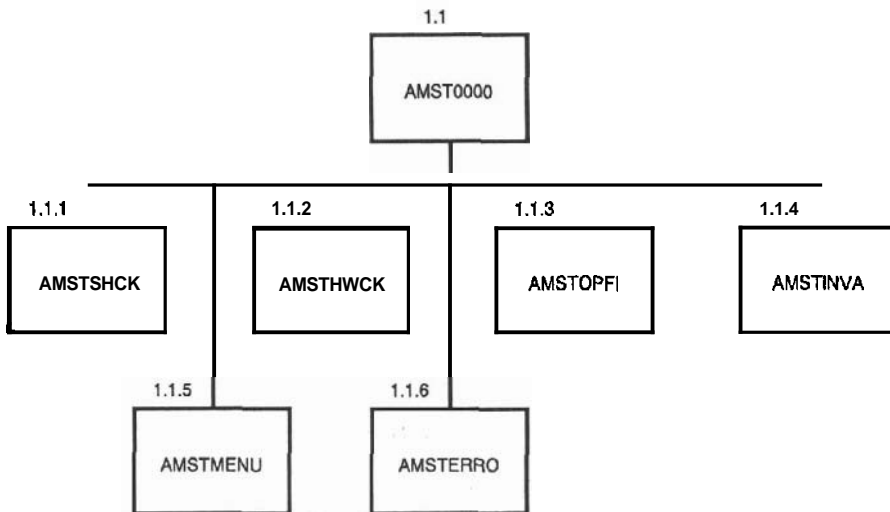 1.1
AMST0000
1.1.1
1.1.2
1.1.3
1.1.4
AMSTSHCK
AMSTHWCK
AMSTOPFI
AMSTINVA
1.1.5
1.1.6
AMSTMENU
AMSTERRO